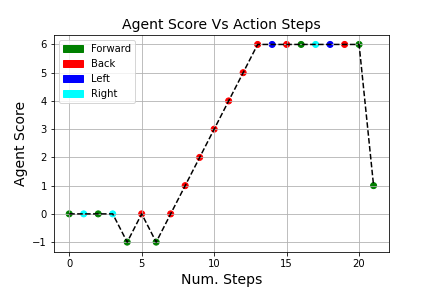 Agent Score Vs Action Steps
Agent Score
6
5
4
3
2
1
0
−1
Forward
Back
Left
Right
0
5
10
15
20
Num. Steps